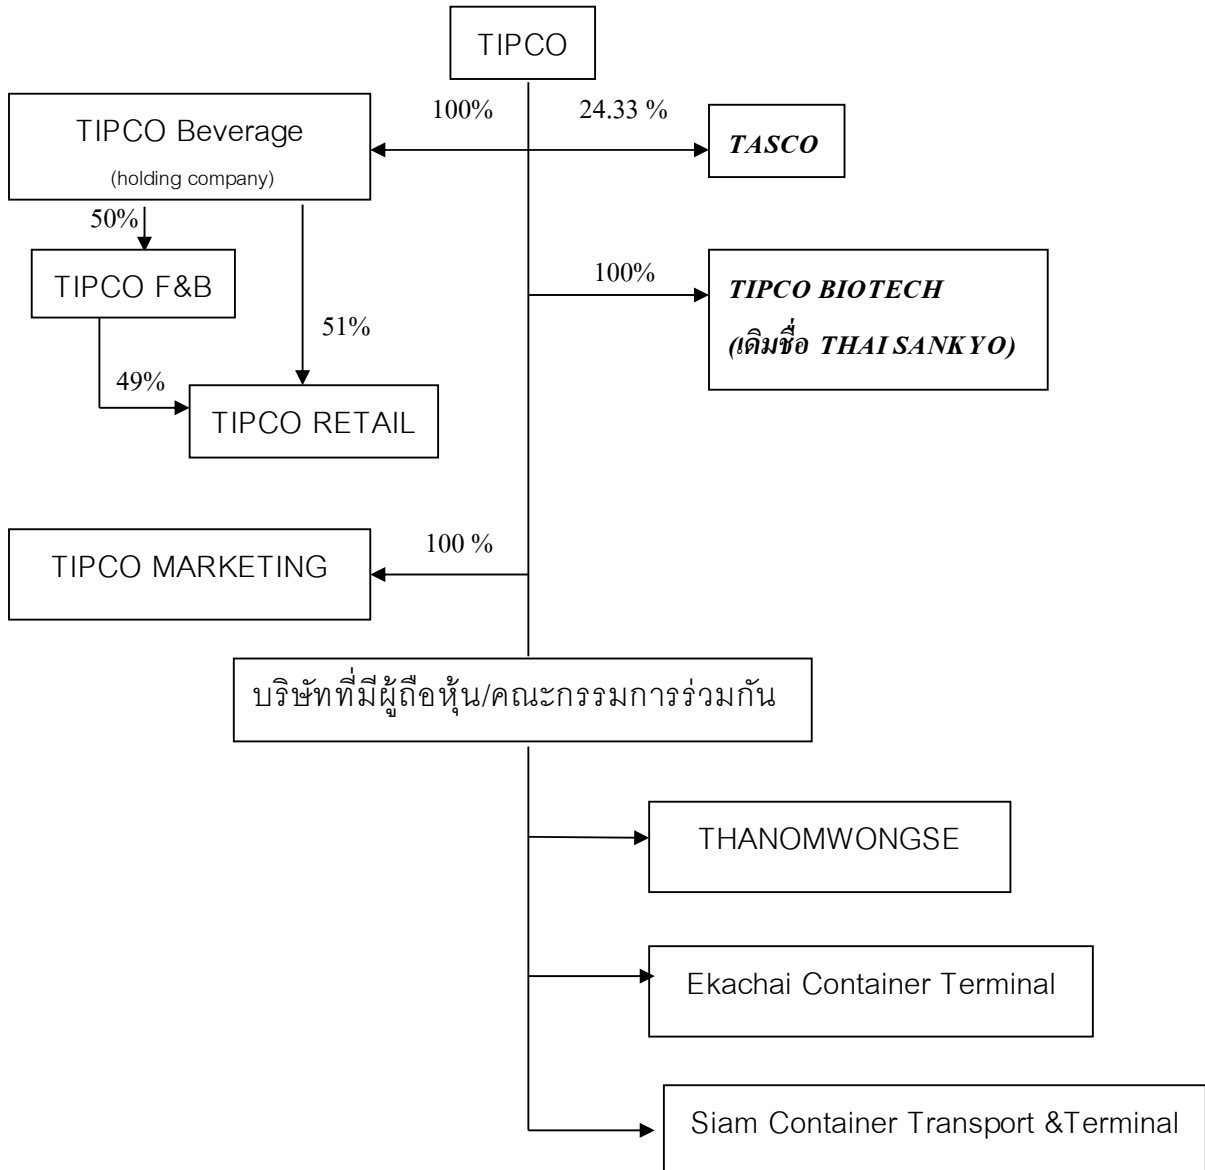 TIPCO
100%
24.33 %
TIPCO Beverage
(holding company)
TASCO
50%
TIPCO F&B
100%
TIPCO BIOTECH
(เดิมชื่อ THAI SANKYO)
51%
49%
TIPCO RETAIL
100 %
TIPCO MARKETING
บริษัทที่มีผู้ถือหุ้น/คณะกรรมการร่วมกัน
THANOMWONGSE
Ekachai Container Terminal
Siam Container Transport &Terminal